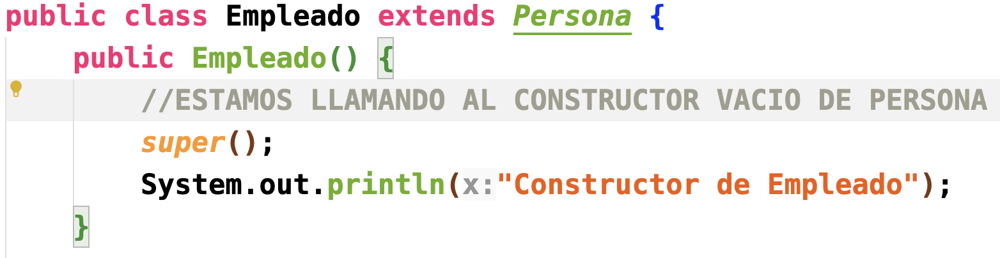 public class Empleado extends Persona {
public Empleado() {
//ESTAMOS LLAMANDO AL CONSTRUCTOR VACIO DE PERSONA
super();
System.out.println(x:"Constructor de Empleado");
}